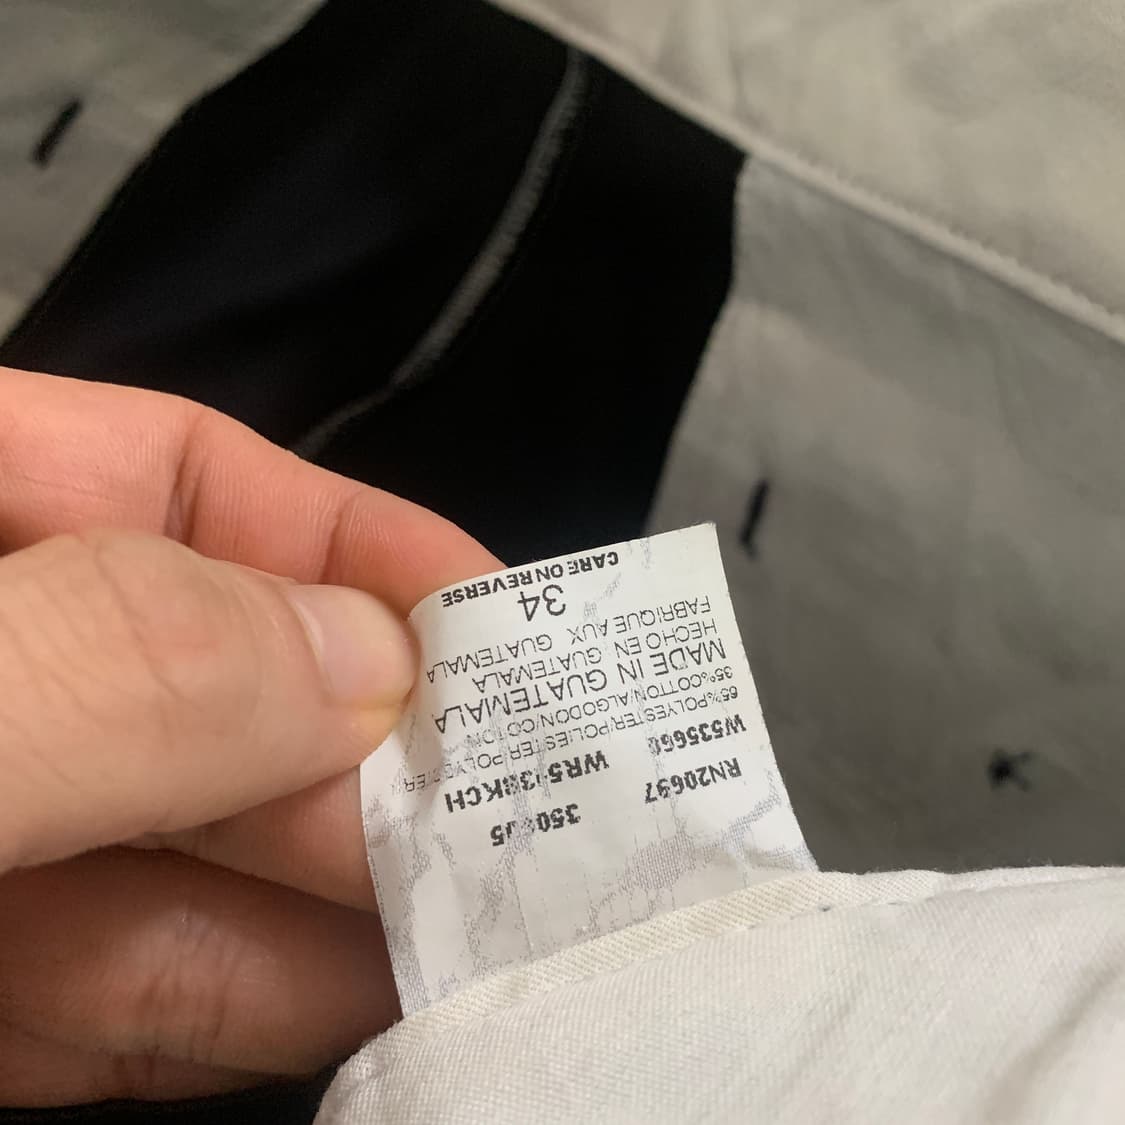 RN20697
W53566
65%POLYESTER/POLIESTER/POLYESTER
35%COTTON/ALGODON/COTON
MADE IN GUATEMALA
HECHO EN GUATEMALA
FABRIQUE AUX GUATEMALA
34
CARE ON REVERSE